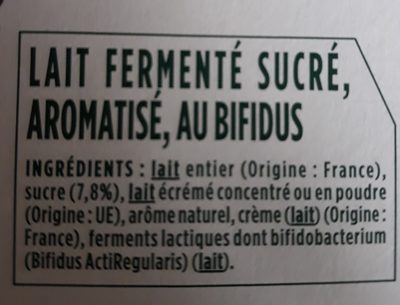 LAIT FERMENTÉ SUCRÉ,
AROMATISÉ, AU BIFIDUS
INGRÉDIENTS : lait entier (Origine : France),
sucre (7,8%), lait écrémé concentré ou en poudre
(Origine : UE), arôme naturel, crème (lait) (Origine :
France), ferments lactiques dont bifidobacterium
(Bifidus ActiRegularis) (lait).